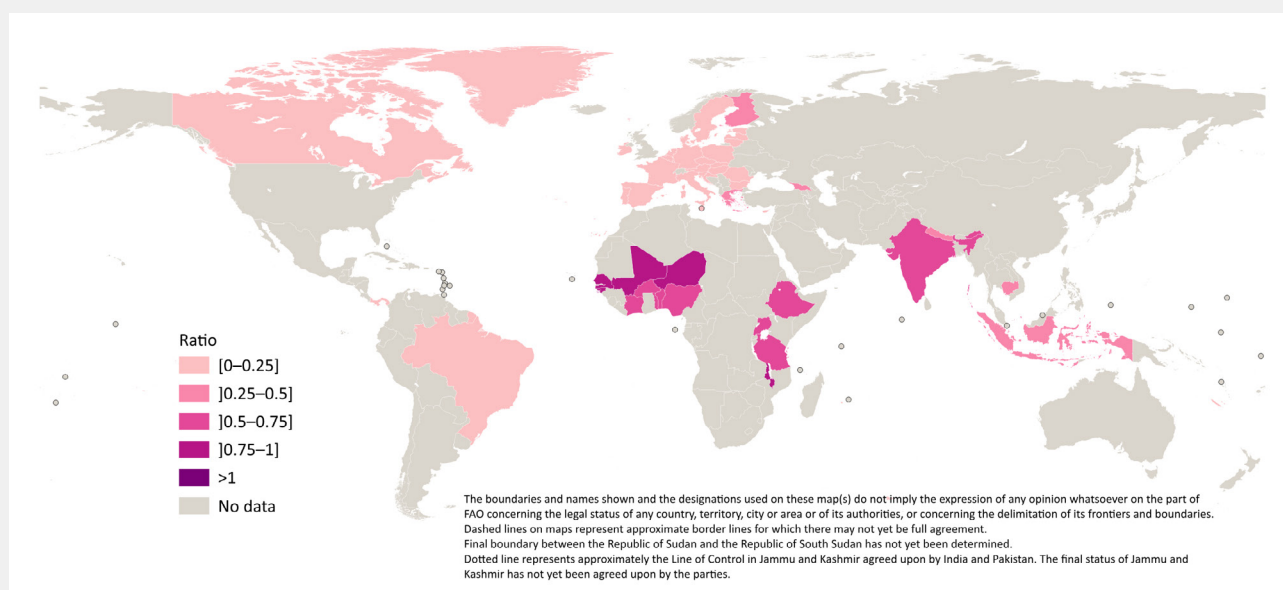 Ratio
[0–0.25]
]0.25–0.5]
]0.5–0.75]
]0.75–1]
>1
No data
The boundaries and names shown and the designations used on these map(s) do not imply the expression of any opinion whatsoever on the part of
FAO concerning the legal status of any country, territory, city or area or of its authorities, or concerning the delimitation of its frontiers and boundaries.
Dashed lines on maps represent approximate border lines for which there may not yet be full agreement.
Final boundary between the Republic of Sudan and the Republic of South Sudan has not yet been determined.
Dotted line represents approximately the Line of Control in Jammu and Kashmir agreed upon by India and Pakistan. The final status of Jammu and
Kashmir has not yet been agreed upon by the parties.